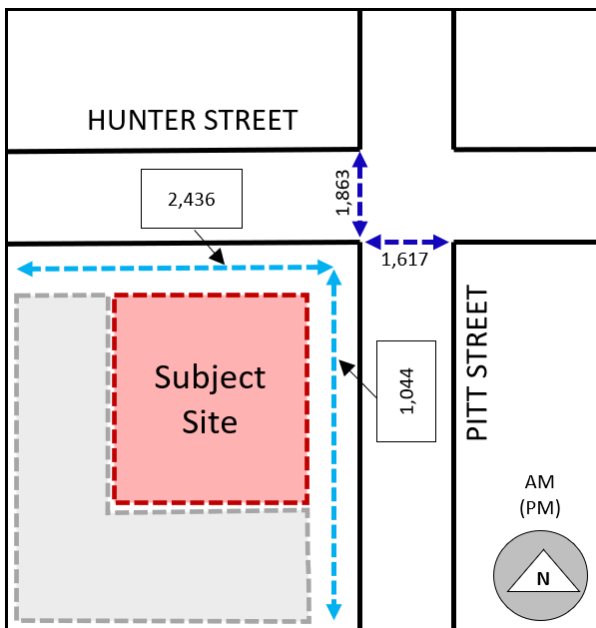 HUNTER STREET
2,436
1,863
1,617
Subject
Site
1,044
PITT STREET
AM
(PM)
N